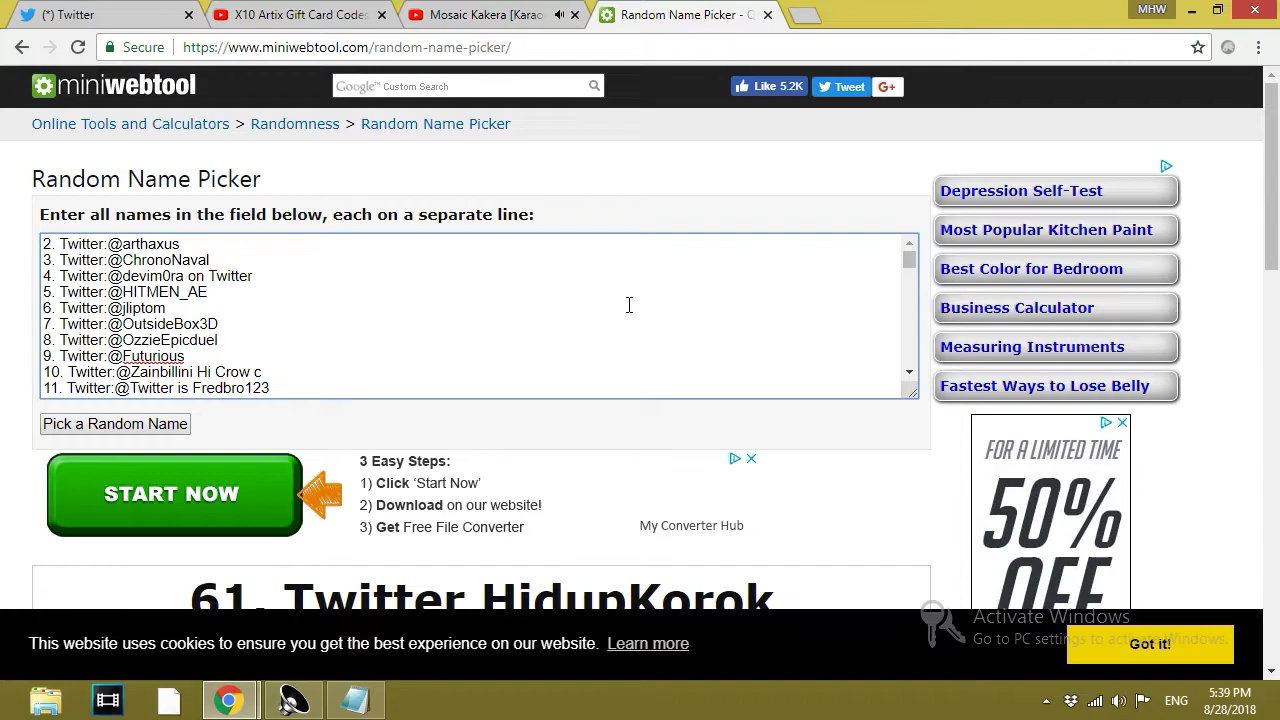 (*) Twitter
X10 Artix Gift Card Codes
Mosaic Kakera [Karao
Random Name Picker - O
MHW
Secure
https://www.miniwebtool.com/random-name-picker/
miniwebtool
Google™ Custom Search
Like 5.2K
Tweet
G+
Online Tools and Calculators > Randomness > Random Name Picker
Random Name Picker
Enter all names in the field below, each on a separate line:
2. Twitter:@arthaxus
3. Twitter:@ChronoNaval
4. Twitter:@devim0ra on Twitter
5. Twitter:@HITMEN_AE
6. Twitter:@jliptom
7. Twitter:@OutsideBox3D
8. Twitter:@OzzieEpicduel
9. Twitter:@Futurious
10. Twitter:@Zainbillini Hi Crow c
11. Twitter:@Twitter is Fredbro123
Pick a Random Name
Depression Self-Test
Most Popular Kitchen Paint
Best Color for Bedroom
Business Calculator
Measuring Instruments
Fastest Ways to Lose Belly
START NOW
3 Easy Steps:
1) Click ‘Start Now’
2) Download on our website!
3) Get Free File Converter
My Converter Hub
FOR A LIMITED TIME
50%
OFF
61. Twitter HidupKorok
This website uses cookies to ensure you get the best experience on our website. Learn more
Got it!
Activate Windows
Go to PC settings to activate Windows.
ENG
5:39 PM
8/28/2018